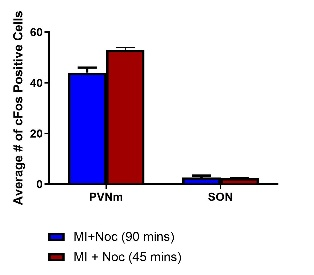 Average # of cFos Positive Cells
60
40
20
0
PVNm
SON
MI+Noc (90 mins)
MI + Noc (45 mins)